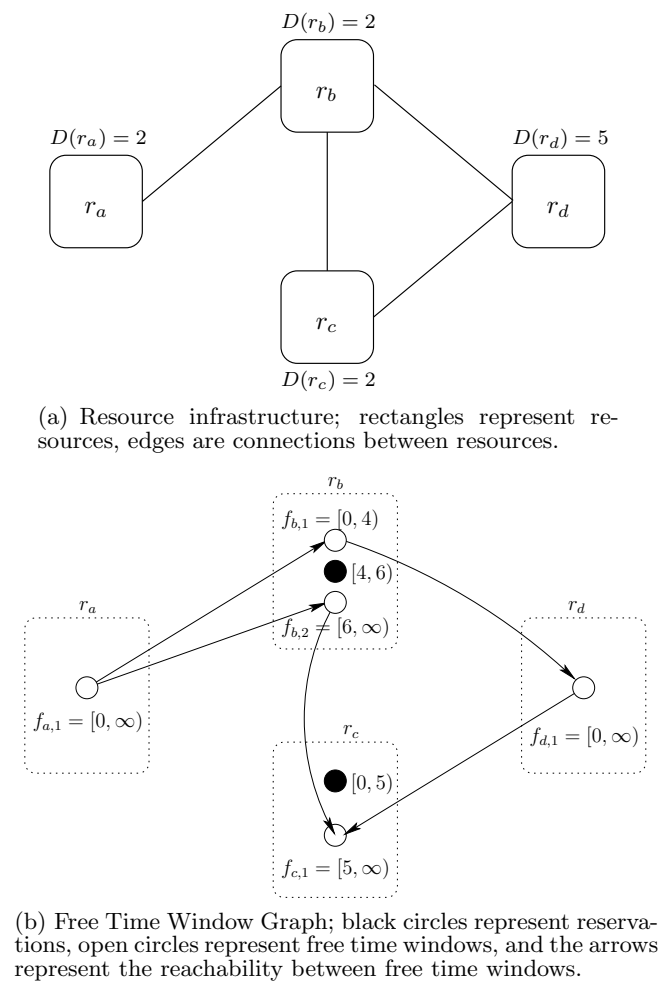 D(r_b) = 2
r_b
D(r_a) = 2
D(r_d) = 5
r_a
r_d
r_c
D(r_c) = 2
(a) Resource infrastructure; rectangles represent re-
sources, edges are connections between resources.
r_b
f_{b,1} = [0, 4)
[4, 6)
r_a
r_d
f_{b,2} = [6, ∞)
f_{a,1} = [0, ∞)
f_{d,1} = [0, ∞)
r_c
[0, 5)
f_{c,1} = [5, ∞)
(b) Free Time Window Graph; black circles represent reserva-
tions, open circles represent free time windows, and the arrows
represent the reachability between free time windows.